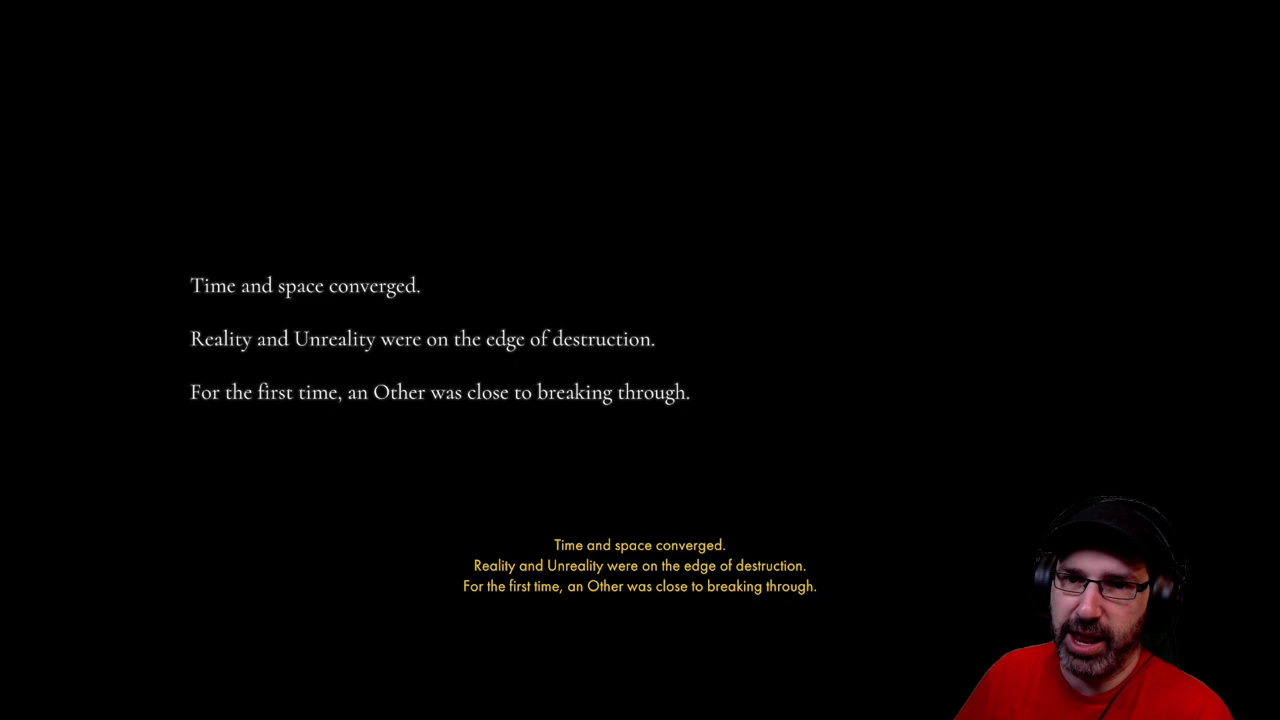 Time and space converged.
Reality and Unreality were on the edge of destruction.
For the first time, an Other was close to breaking through.
Time and space converged.
Reality and Unreality were on the edge of destruction.
For the first time, an Other was close to breaking through.